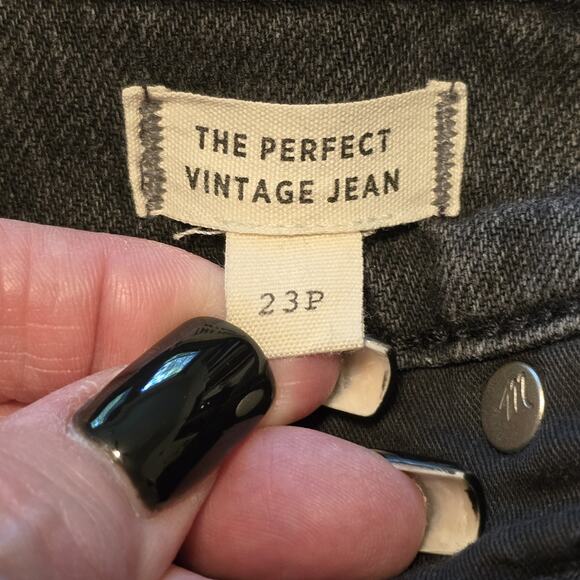 THE PERFECT
VINTAGE JEAN
23P
M